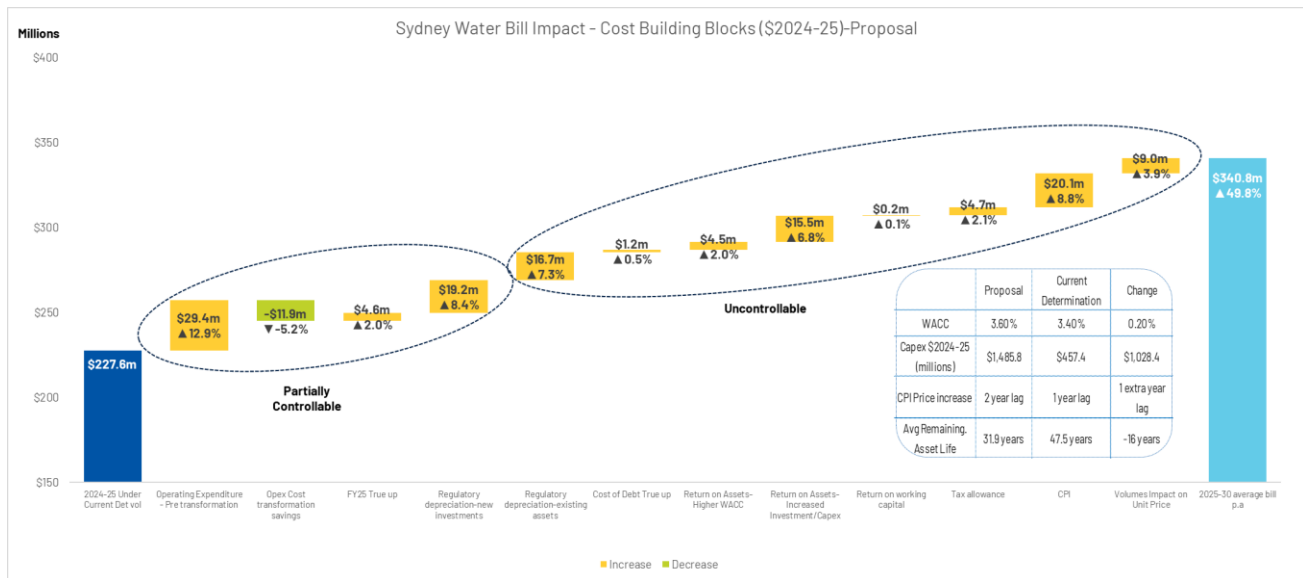 Sydney Water Bill Impact - Cost Building Blocks ($2024-25)-Proposal
Millions
$400
$350
$300
$250
$200
$150
$227.6m
$29.4m
▲12.9%
-$11.9m
▼-5.2%
$4.6m
▲2.0%
$19.2m
▲8.4%
$16.7m
▲7.3%
$1.2m
▲0.5%
$4.5m
▲2.0%
$15.5m
▲6.8%
$0.2m
▲0.1%
$4.7m
▲2.1%
$20.1m
▲8.8%
$9.0m
▲3.9%
$340.8m
▲49.8%
Partially
Controllable
Uncontrollable
Proposal
Current
Determination
Change
WACC
3.60%
3.40%
0.20%
Capex $2024-25
(millions)
$1,485.8
$457.4
$1,028.4
CPI Price increase
2 year lag
1 year lag
1 extra year
lag
Avg Remaining.
Asset Life
31.9 years
47.5 years
-16 years
2024-25 Under
Current Det vol
Operating Expenditure
- Pre transformation
Opex Cost
transformation
savings
FY25 True up
Regulatory
depreciation-new
investments
Regulatory
depreciation-existing
assets
Cost of Debt True up
Return on Assets-
Higher WACC
Return on Assets-
Increased
Investment/Capex
Return on working
capital
Tax allowance
CPI
Volumes Impact on
Unit Price
2025-30 average bill
p.a
Increase
Decrease